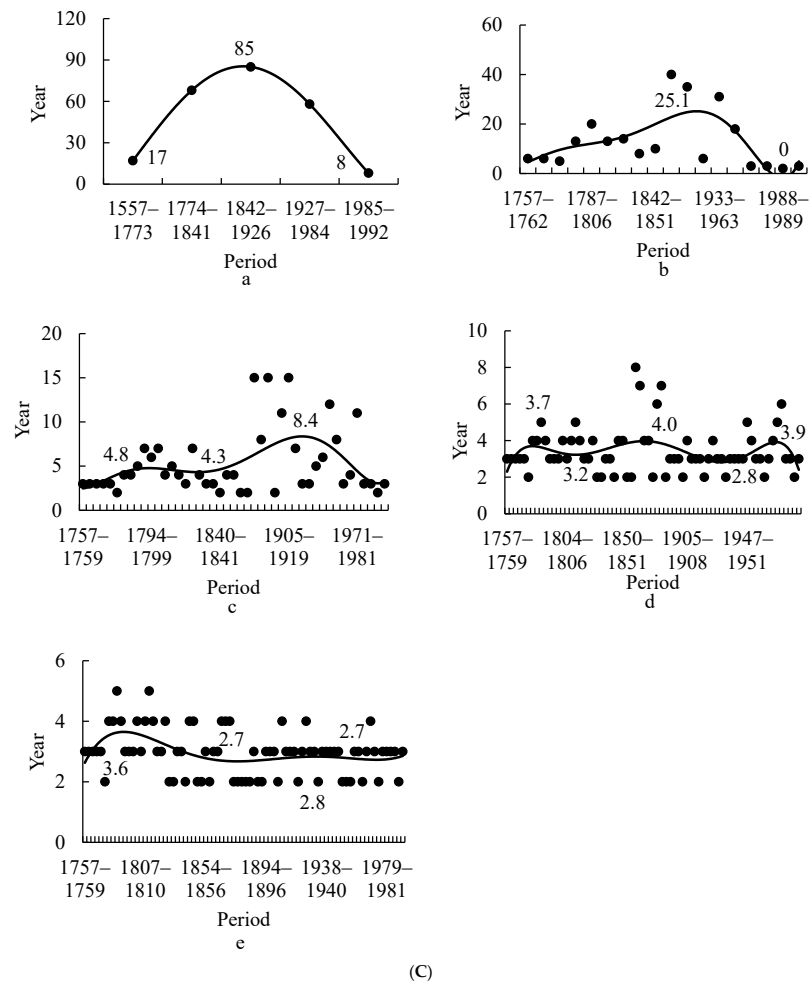 120
90
60
30
0
Year
17
85
8
1557– 1774– 1842– 1927– 1985–
1773 1841 1926 1984 1992
Period
a
60
40
20
0
Year
25.1
0
1757– 1787– 1842– 1933– 1988–
1762 1806 1851 1963 1989
Period
b
20
15
10
5
0
Year
4.8
4.3
8.4
1757– 1794– 1840– 1905– 1971–
1759 1799 1841 1919 1981
Period
c
10
8
6
4
2
0
Year
3.7
3.2
4.0
2.8
3.9
1757– 1804– 1850– 1905– 1947–
1759 1806 1851 1908 1951
Period
d
6
4
2
0
Year
3.6
2.7
2.8
2.7
1757– 1807– 1854– 1894– 1938– 1979–
1759 1810 1856 1896 1940 1981
Period
e
(C)